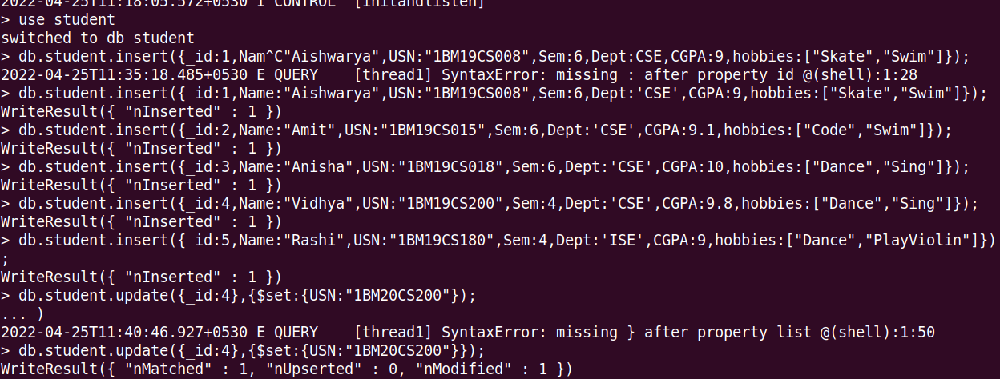 2022-04-25T11:18:05.572+0530 I CONTROL  [initandlisten]
> use student
switched to db student
> db.student.insert({_id:1,Nam^C"Aishwarya",USN:"1BM19CS008",Sem:6,Dept:CSE,CGPA:9,hobbies:["Skate","Swim"]});
2022-04-25T11:35:18.485+0530 E QUERY    [thread1] SyntaxError: missing : after property id @(shell):1:28
> db.student.insert({_id:1,Name:"Aishwarya",USN:"1BM19CS008",Sem:6,Dept:'CSE',CGPA:9,hobbies:["Skate","Swim"]});
WriteResult({ "nInserted" : 1 })
> db.student.insert({_id:2,Name:"Amit",USN:"1BM19CS015",Sem:6,Dept:'CSE',CGPA:9.1,hobbies:["Code","Swim"]});
WriteResult({ "nInserted" : 1 })
> db.student.insert({_id:3,Name:"Anisha",USN:"1BM19CS018",Sem:6,Dept:'CSE',CGPA:10,hobbies:["Dance","Sing"]});
WriteResult({ "nInserted" : 1 })
> db.student.insert({_id:4,Name:"Vidhya",USN:"1BM19CS200",Sem:4,Dept:'CSE',CGPA:9.8,hobbies:["Dance","Sing"]});
WriteResult({ "nInserted" : 1 })
> db.student.insert({_id:5,Name:"Rashi",USN:"1BM19CS180",Sem:4,Dept:'ISE',CGPA:9,hobbies:["Dance","PlayViolin"]})
;
WriteResult({ "nInserted" : 1 })
> db.student.update({_id:4},{$set:{USN:"1BM20CS200"});
... )
2022-04-25T11:40:46.927+0530 E QUERY    [thread1] SyntaxError: missing } after property list @(shell):1:50
> db.student.update({_id:4},{$set:{USN:"1BM20CS200"}});
WriteResult({ "nMatched" : 1, "nUpserted" : 0, "nModified" : 1 })